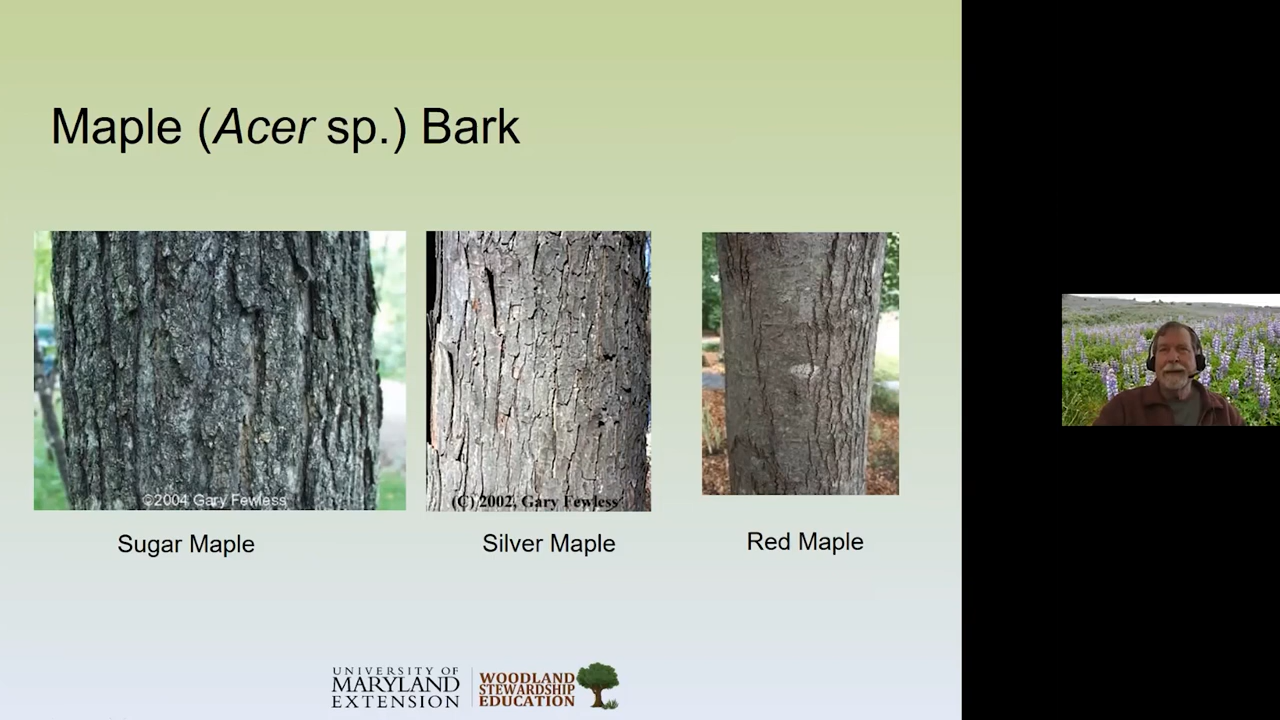 Maple (Acer sp.) Bark
©2004 Gary Fewless
(C) 2002, Gary Fewless
Sugar Maple
Silver Maple
Red Maple
UNIVERSITY OF
MARYLAND
EXTENSION
WOODLAND
STEWARDSHIP
EDUCATION